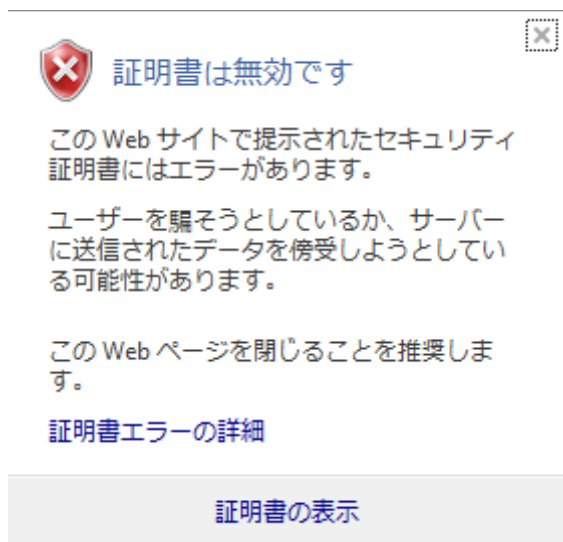 証明書は無効です
この Web サイトで提示されたセキュリティ
証明書にはエラーがあります。
ユーザーを騙そうとしているか、サーバー
に送信されたデータを傍受しようとしてい
る可能性があります。
この Web ページを閉じることを推奨しま
す。
証明書エラーの詳細
証明書の表示